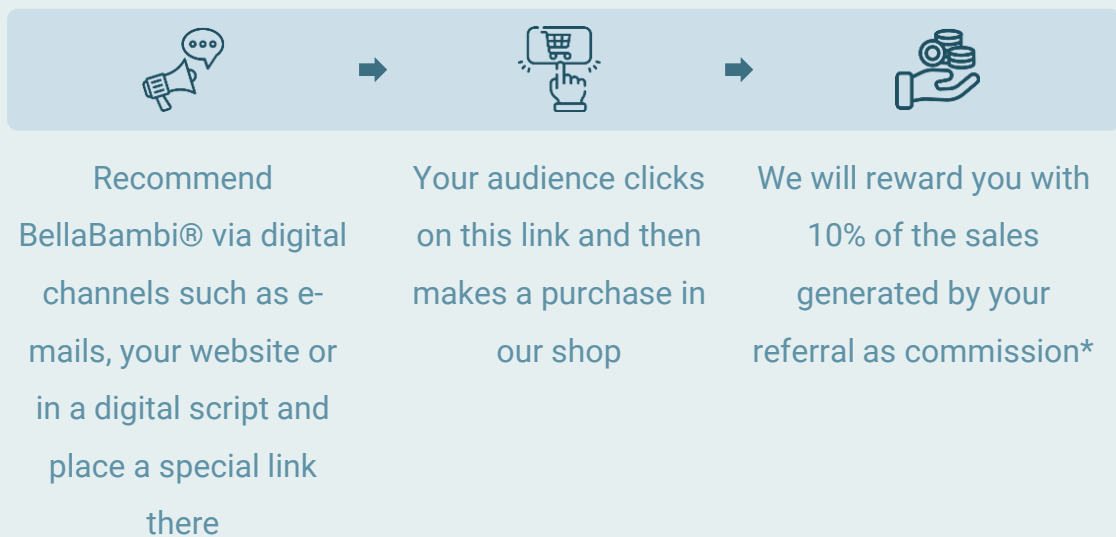 Recommend
BellaBambi® via digital
channels such as e-
mails, your website or
in a digital script and
place a special link
there
Your audience clicks
on this link and then
makes a purchase in
our shop
We will reward you with
10% of the sales
generated by your
referral as commission*